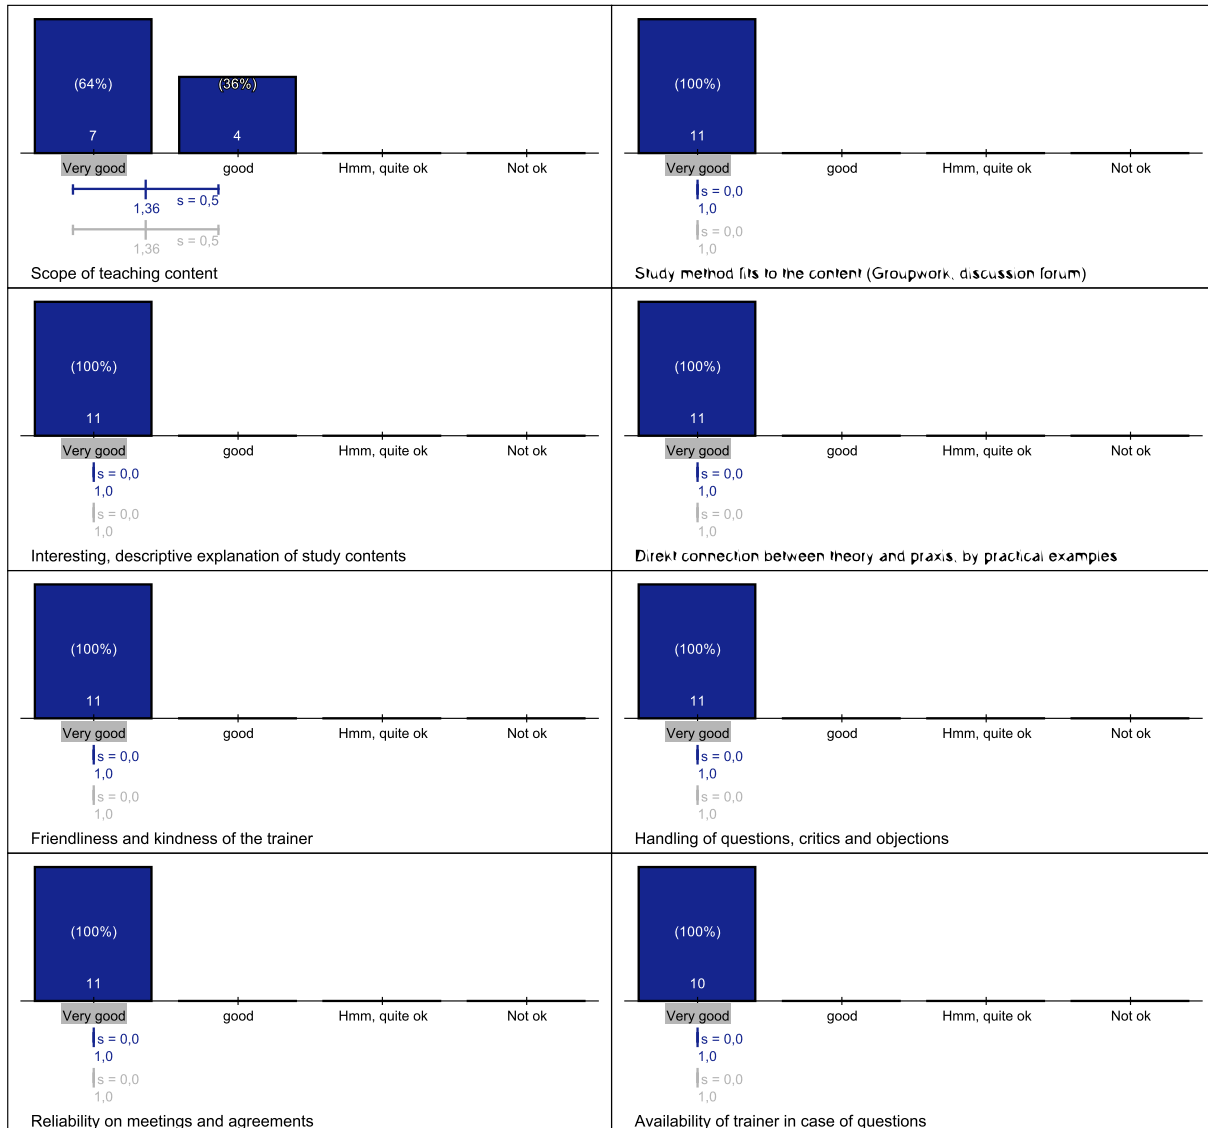 (64%)
(36%)
7
4
Very good good Hmm, quite ok Not ok
s = 0,5
1,36
s = 0,5
1,36
Scope of teaching content
(100%)
11
Very good good Hmm, quite ok Not ok
s = 0,0
1,0
s = 0,0
1,0
Study method fits to the content (Groupwork, discussion forum)
(100%)
11
Very good good Hmm, quite ok Not ok
s = 0,0
1,0
s = 0,0
1,0
Interesting, descriptive explanation of study contents
(100%)
11
Very good good Hmm, quite ok Not ok
s = 0,0
1,0
s = 0,0
1,0
Direkt connection between theory and praxis, by practical examples
(100%)
11
Very good good Hmm, quite ok Not ok
s = 0,0
1,0
s = 0,0
1,0
Friendliness and kindness of the trainer
(100%)
11
Very good good Hmm, quite ok Not ok
s = 0,0
1,0
s = 0,0
1,0
Handling of questions, critics and objections
(100%)
11
Very good good Hmm, quite ok Not ok
s = 0,0
1,0
s = 0,0
1,0
Reliability on meetings and agreements
(100%)
10
Very good good Hmm, quite ok Not ok
s = 0,0
1,0
s = 0,0
1,0
Availability of trainer in case of questions